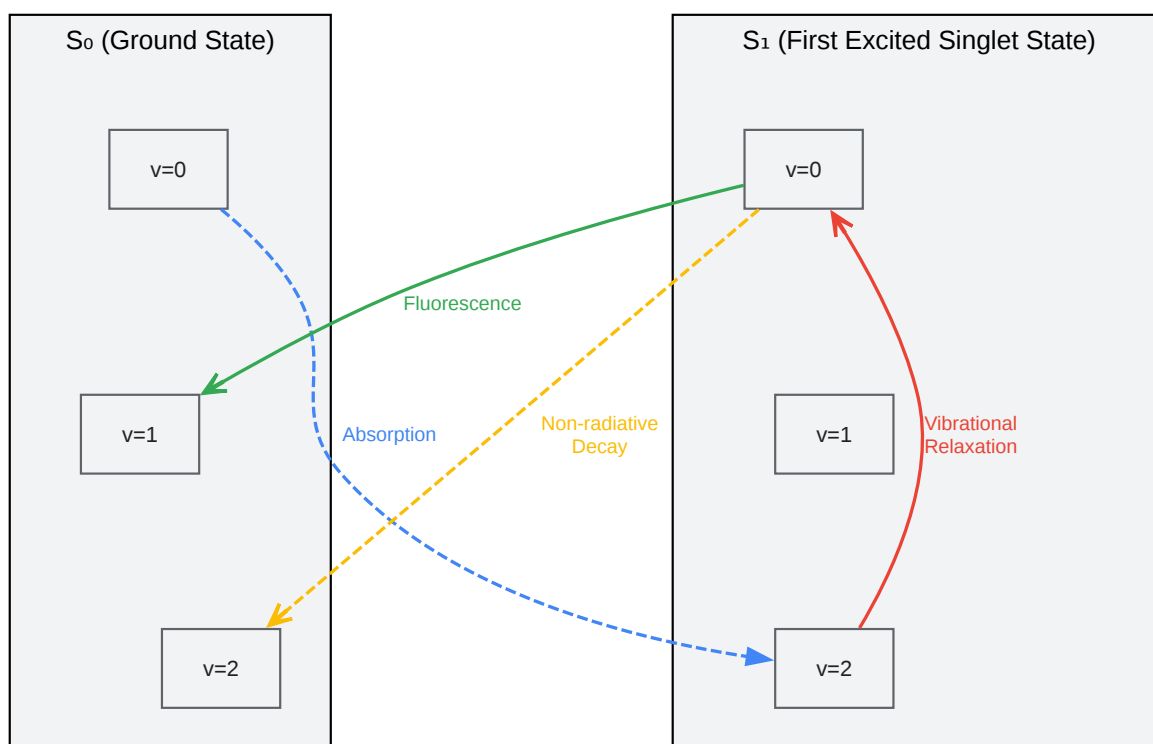 S₀ (Ground State)
S₁ (First Excited Singlet State)
v=0
v=0
Fluorescence
v=1
Absorption
Non-radiative
Decay
v=1
Vibrational
Relaxation
v=2
v=2